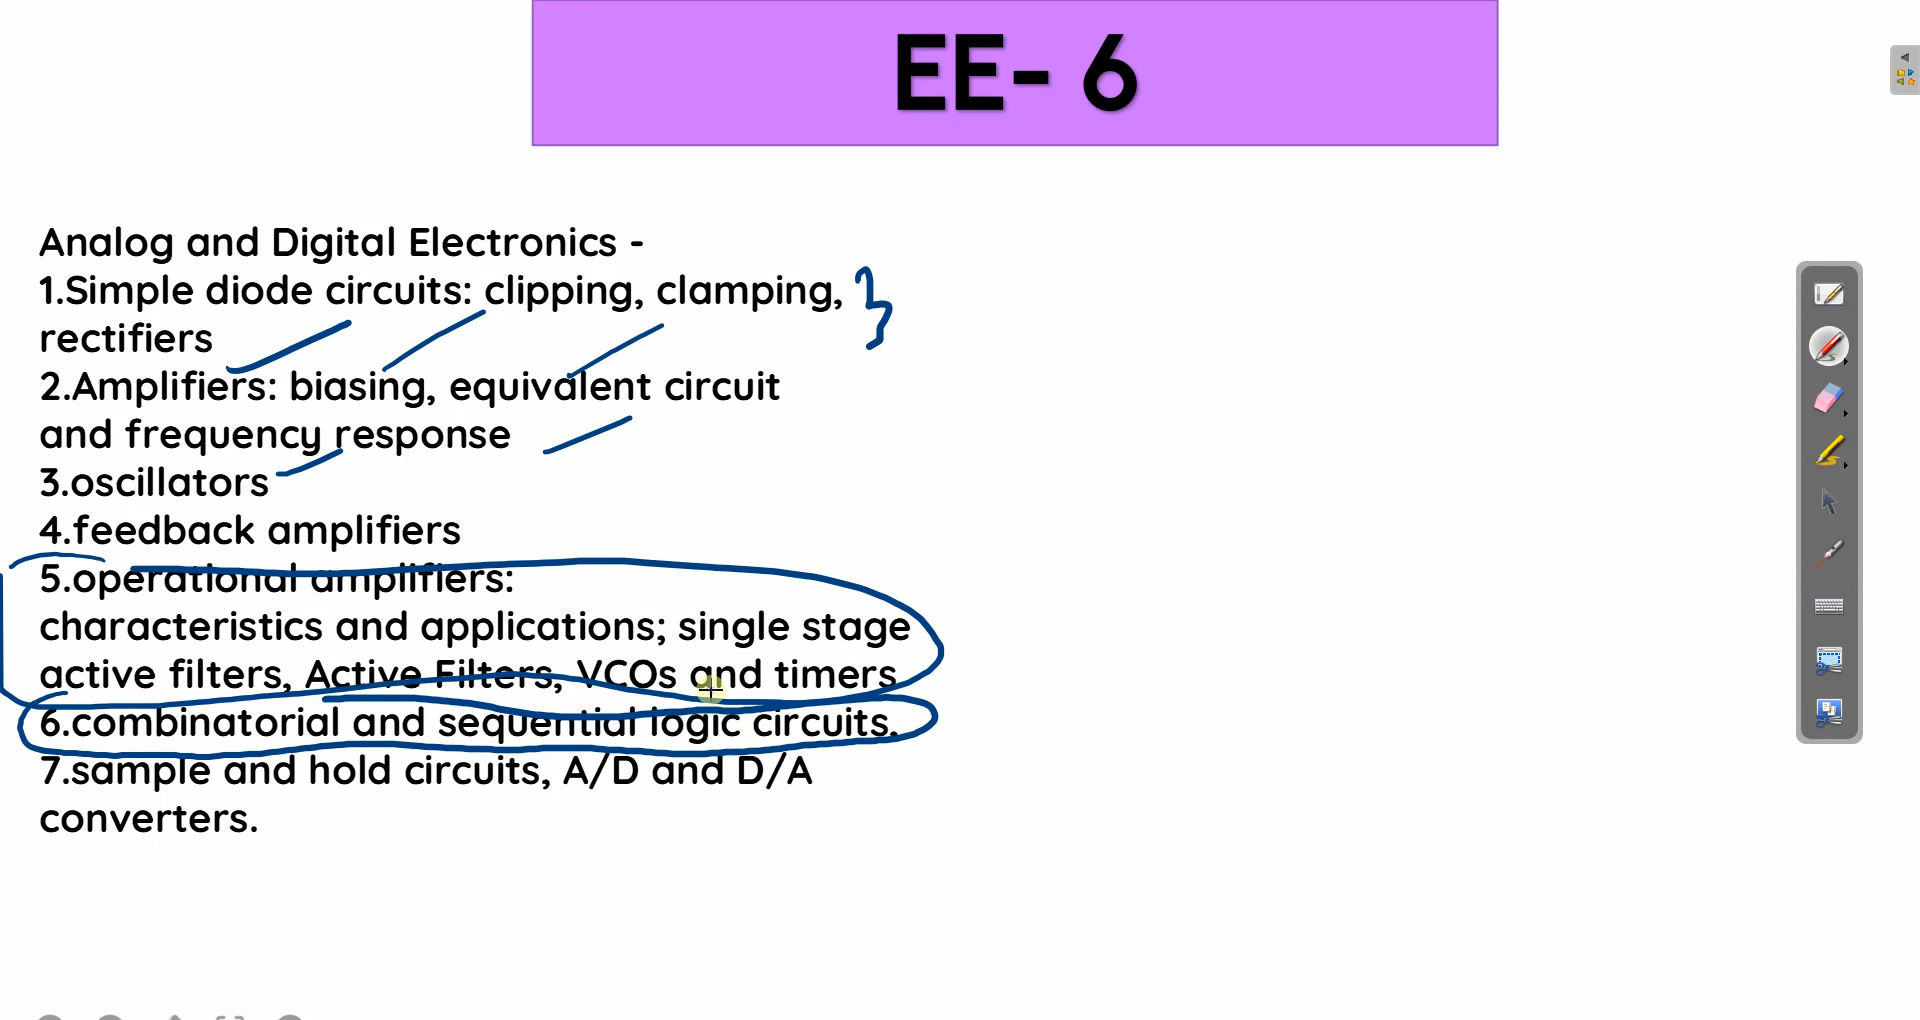 EE- 6
Analog and Digital Electronics -
1.Simple diode circuits: clipping, clamping,
rectifiers
2.Amplifiers: biasing, equivalent circuit
and frequency response
3.oscillators
4.feedback amplifiers
5.operational amplifiers:
characteristics and applications; single stage
active filters, Active Filters, VCOs and timers
6.combinatorial and sequential logic circuits.
7.sample and hold circuits, A/D and D/A
converters.